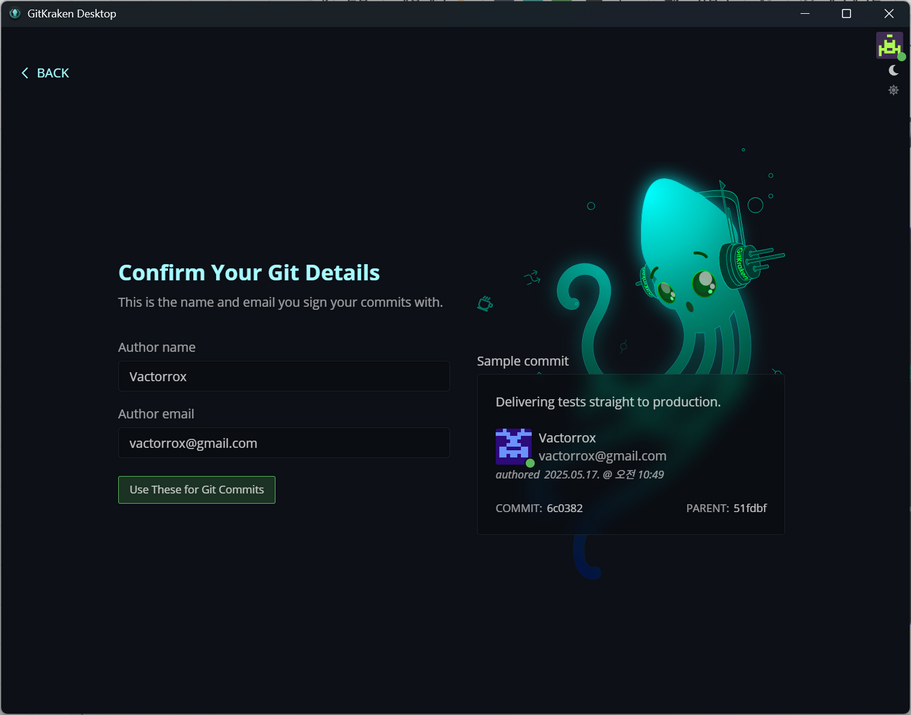 GitKraken Desktop
BACK
Confirm Your Git Details
This is the name and email you sign your commits with.
Author name
Vactorrox
Author email
vactorrox@gmail.com
Use These for Git Commits
GitKraken
Sample commit
Delivering tests straight to production.
Vactorrox
vactorrox@gmail.com
authored 2025.05.17. @ 오전 10:49
COMMIT: 6c0382
PARENT: 51fdbf